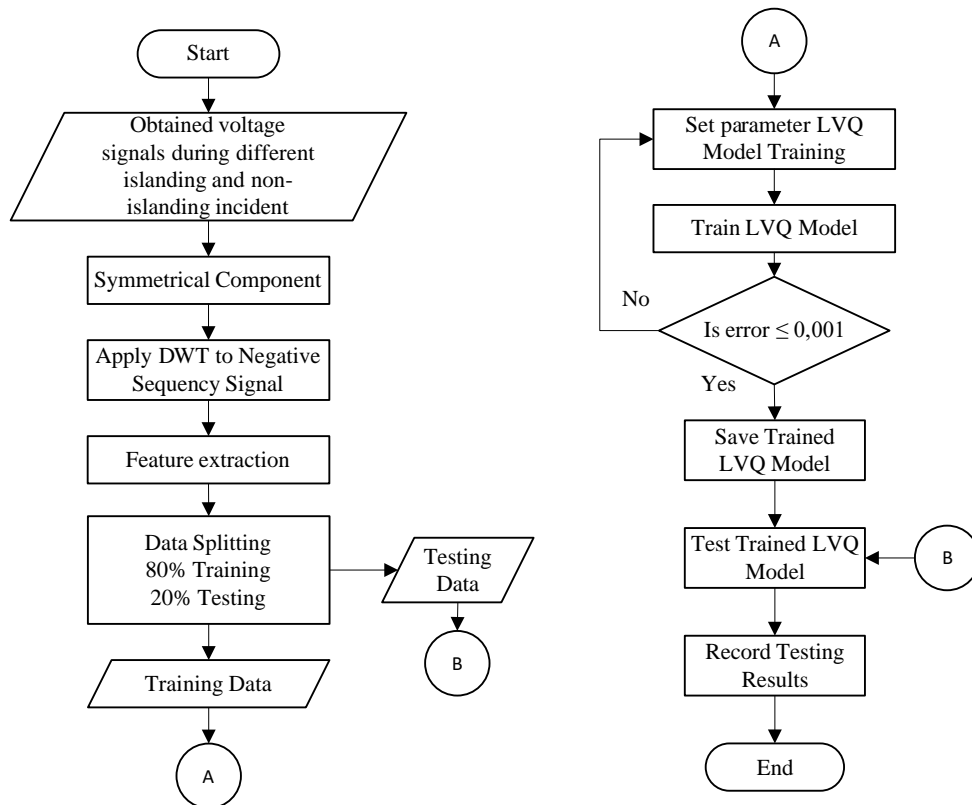 Start
Obtained voltage
signals during different
islanding and non-
islanding incident
Symmetrical Component
Apply DWT to Negative
Sequency Signal
Feature extraction
Data Splitting
80% Training
20% Testing
Testing
Data
B
Training Data
A
A
Set parameter LVQ
Model Training
Train LVQ Model
No
Is error ≤ 0,001
Yes
Save Trained
LVQ Model
Test Trained LVQ
Model
B
Record Testing
Results
End